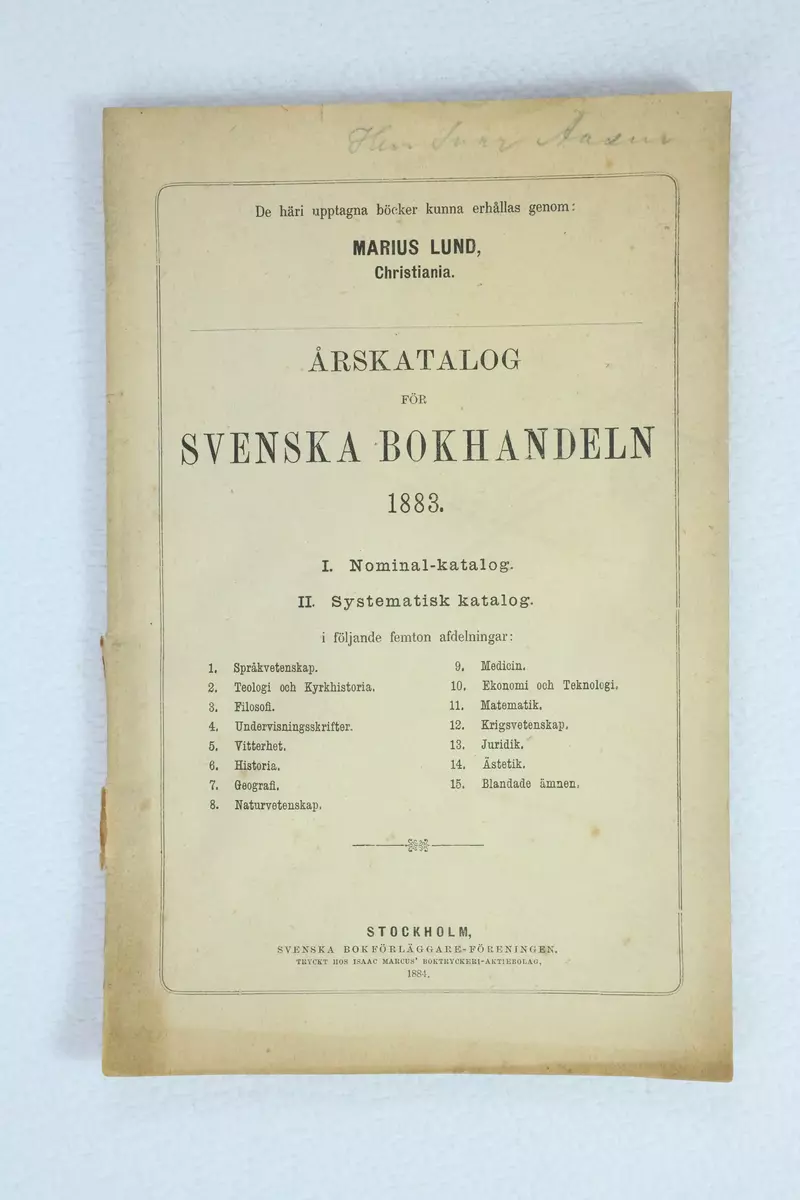 De häri upptagna böcker kunna erhållas genom:
MARIUS LUND,
Christiania.
ÅRSKATALOG
FÖR
SVENSKA BOKHANDELN
1883.
I. Nominal-katalog.
II. Systematisk katalog.
i följande femton afdelningar:
1. Språkvetenskap.
2. Teologi och Kyrkhistoria.
3. Filosofi.
4. Undervisningsskrifter.
5. Vitterhet.
6. Historia.
7. Geografi.
8. Naturvetenskap.
9. Medicin.
10. Ekonomi och Teknologi.
11. Matematik.
12. Krigsvetenskap.
13. Juridik.
14. Ästetik.
15. Blandade ämnen.
STOCKHOLM,
SVENSKA BOKFÖRLÄGGARE-FÖRENINGEN.
TRYCKT HOS ISAAC MARCUS' BOKTRYCKERI-AKTIEBOLAG,
1884.